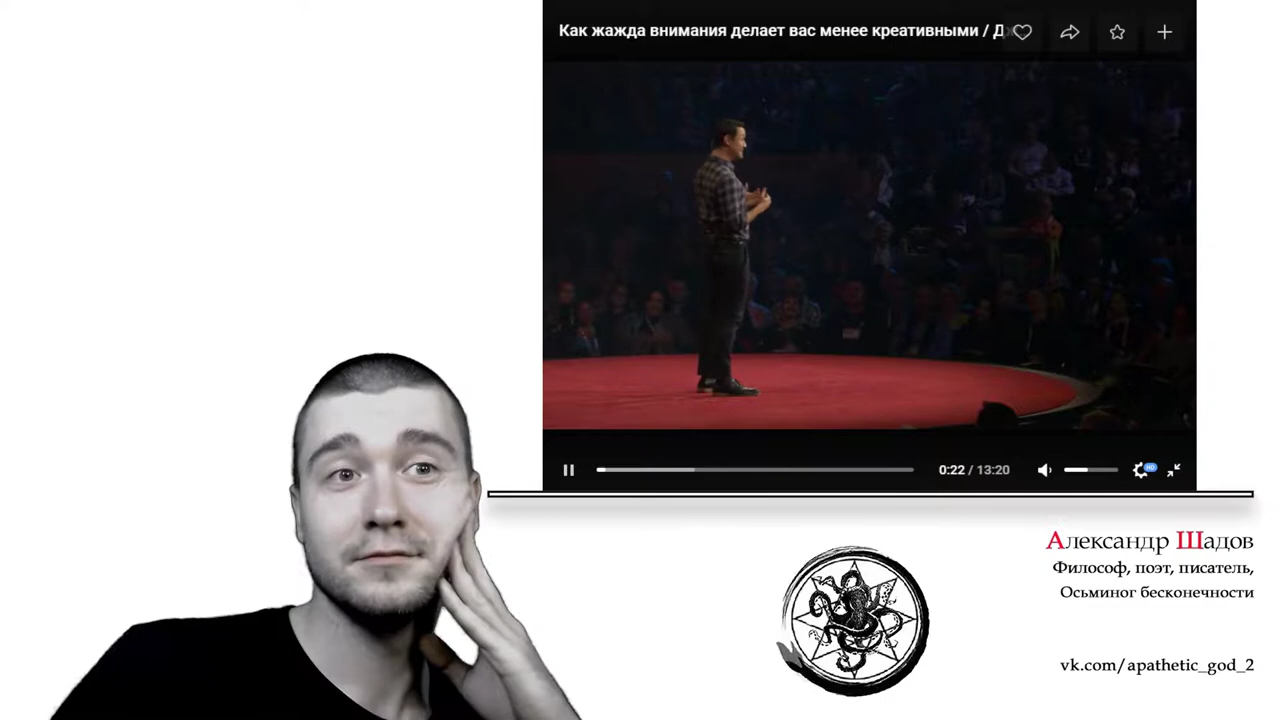 Как жажда внимания делает вас менее креативными / Д
0:22 / 13:20
HD
Александр Шадов
Философ, поэт, писатель,
Осьминог бесконечности
vk.com/apathetic_god_2